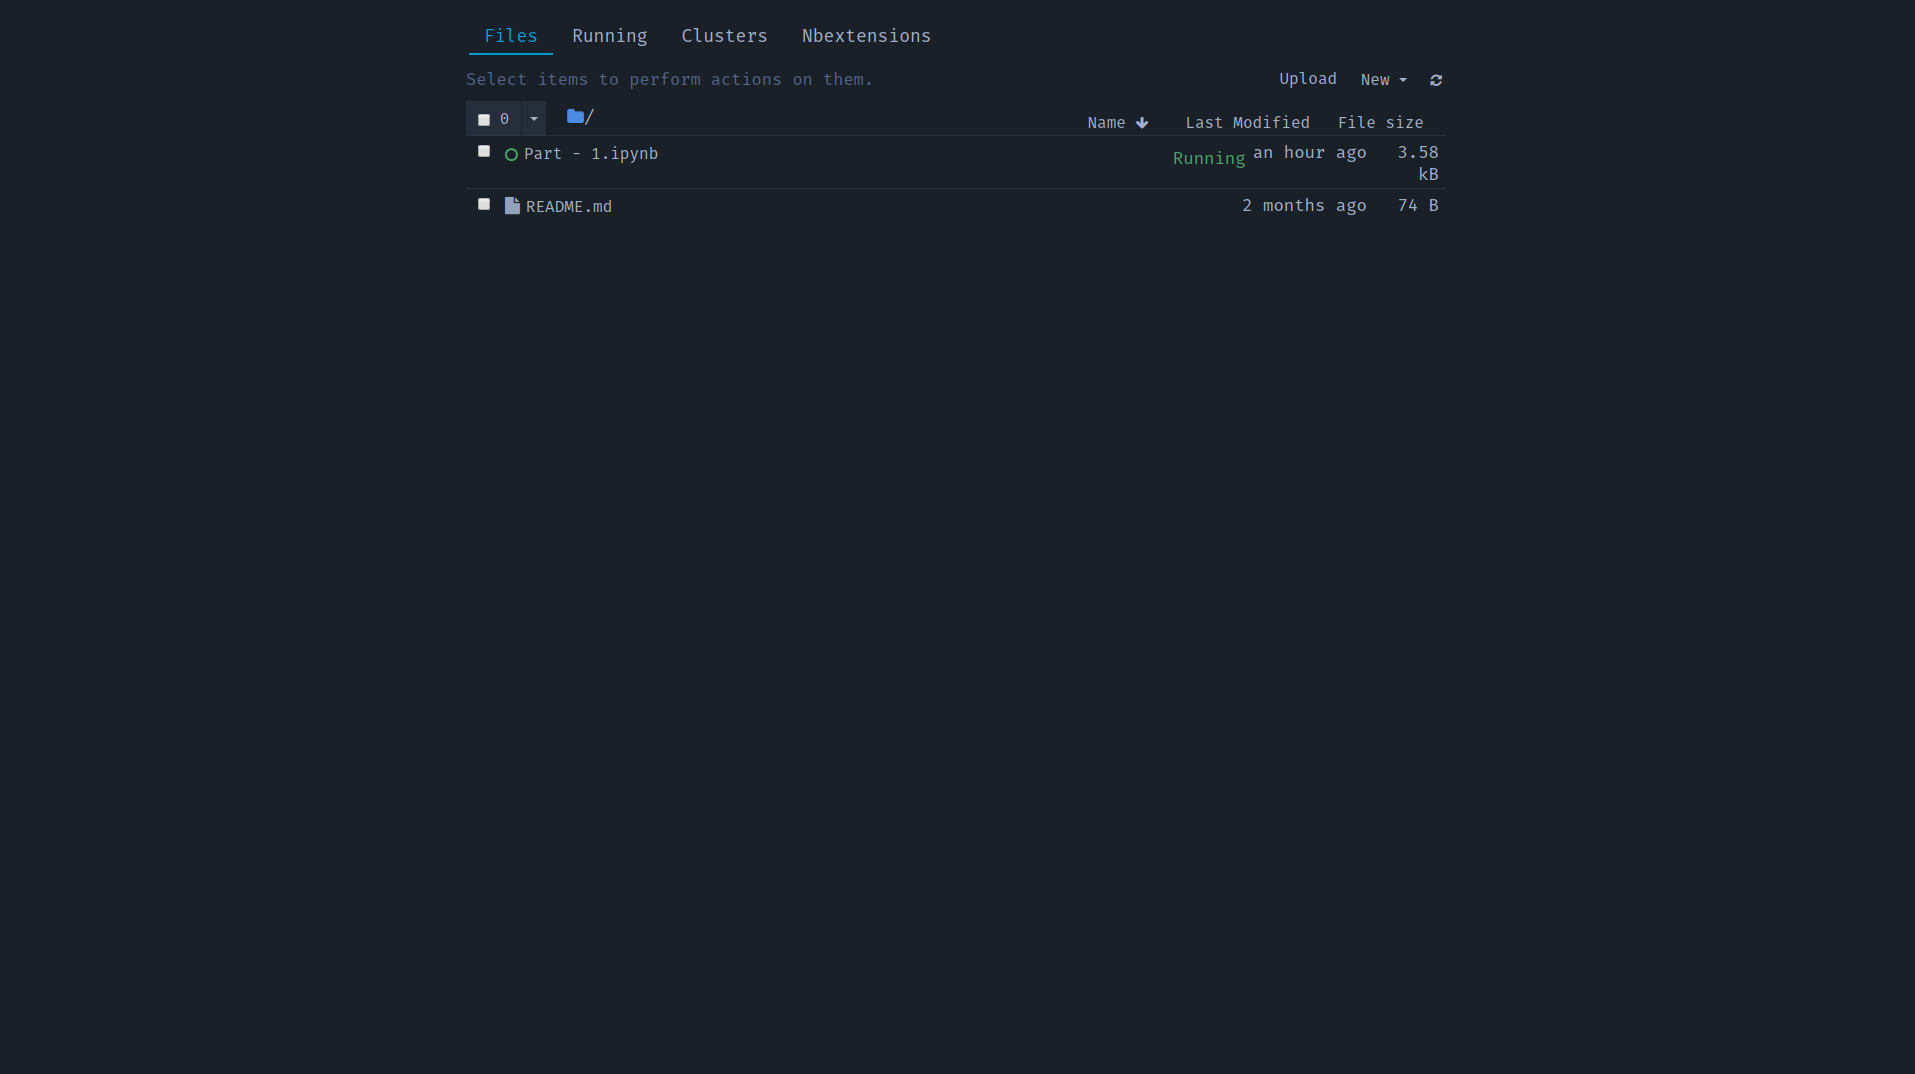 Files Running Clusters Nbextensions
Select items to perform actions on them. Upload New
0 / Name Last Modified File size
Part - 1.ipynb Running an hour ago 3.58
kB
README.md 2 months ago 74 B